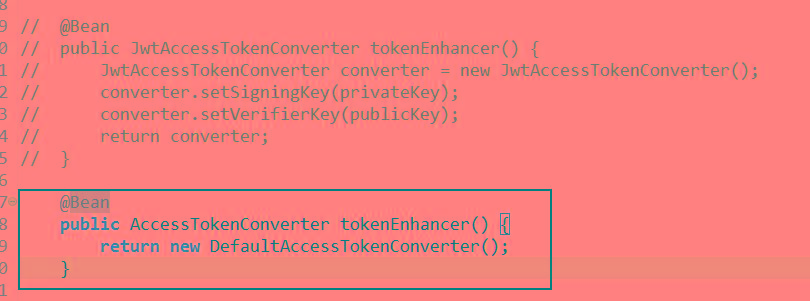 8
9 //  @Bean
0 //  public JwtAccessTokenConverter tokenEnhancer() {
1 //      JwtAccessTokenConverter converter = new JwtAccessTokenConverter();
2 //      converter.setSigningKey(privateKey);
3 //      converter.setVerifierKey(publicKey);
4 //      return converter;
5 //  }
6
7    @Bean
8    public AccessTokenConverter tokenEnhancer() {
9        return new DefaultAccessTokenConverter();
0    }
1